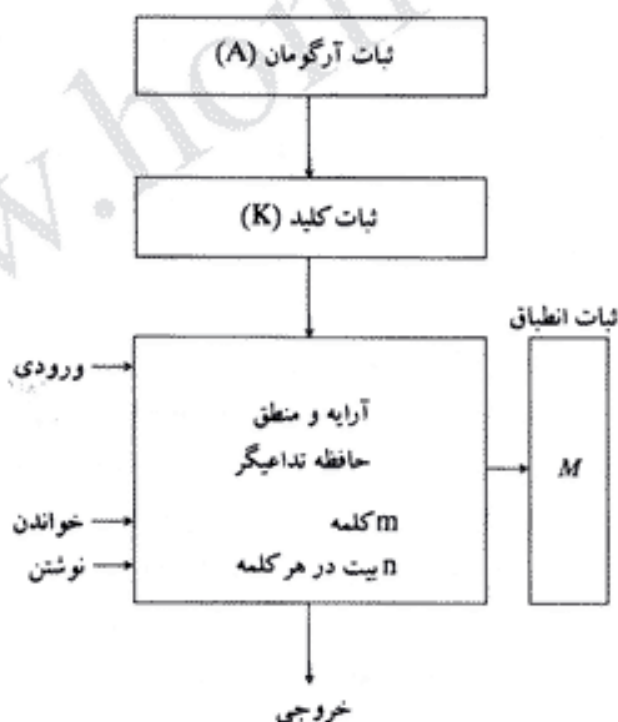 ثبات آرگومان (A)
ثبات کلید (K)
ثبات انطباق
ورودی
آرایه و منطق
حافظه تداعیگر
M
خواندن
m کلمه
نوشتن
n بیت در هر کلمه
خروجی
w.hom